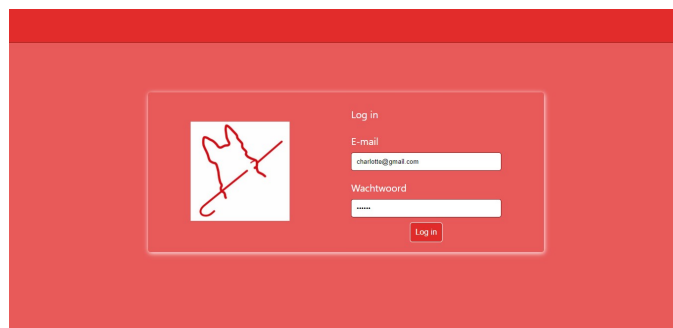 Log in
E-mail
charlotte@gmail.com
Wachtwoord
••••••
Log in